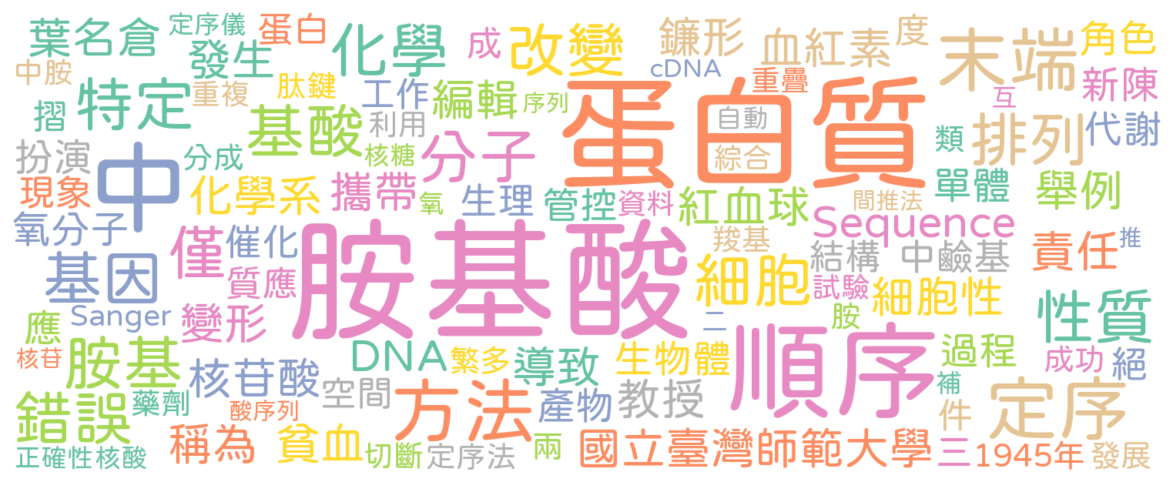 葉名倉
定序儀
蛋白
化學
成
改變
鐮形
血紅素
度
末端
角色
中胺
發生
cDNA
重疊
新陳
特定
重複
肽鍵
工作
編輯
序列
蛋白質
自動
互
摺
基酸
利用
綜合
類
排列
代謝
扮演
中
分成
核糖
分子
現象
化學系
攜帶
氧
生理
管控
資料
紅血球
間推法
單體
舉例
氧分子
僅
催化
胺基酸
羧基
Sequence
結構
中鹼基
責任
推
基因
質應
細胞
試驗
細胞性
Sanger
變形
二
胺
性質
應
順序
核苷
胺基
核苷酸
DNA
繁多
導致
生物體
過程
成功
絕
藥劑
空間
方法
產物
教授
補
定序
錯誤
酸序列
件
稱為
貧血
切斷
定序法
兩
國立臺灣師範大學
三
1945年
發展
正確性核酸